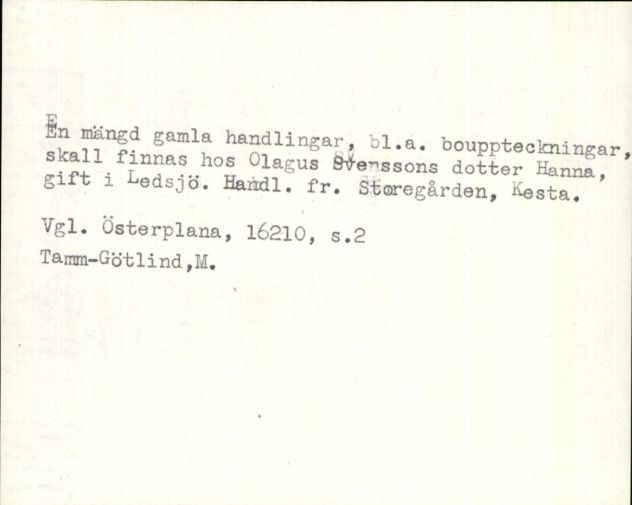 En mängd gamla handlingar, bl.a. bouppteckningar,
skall finnas hos Olagus Svenssons dotter Hanna,
gift i Ledsjö. Handl. fr. Storegården, Kesta.
Vgl. Österplana, 16210, s.2
Tamm-Götlind,M.